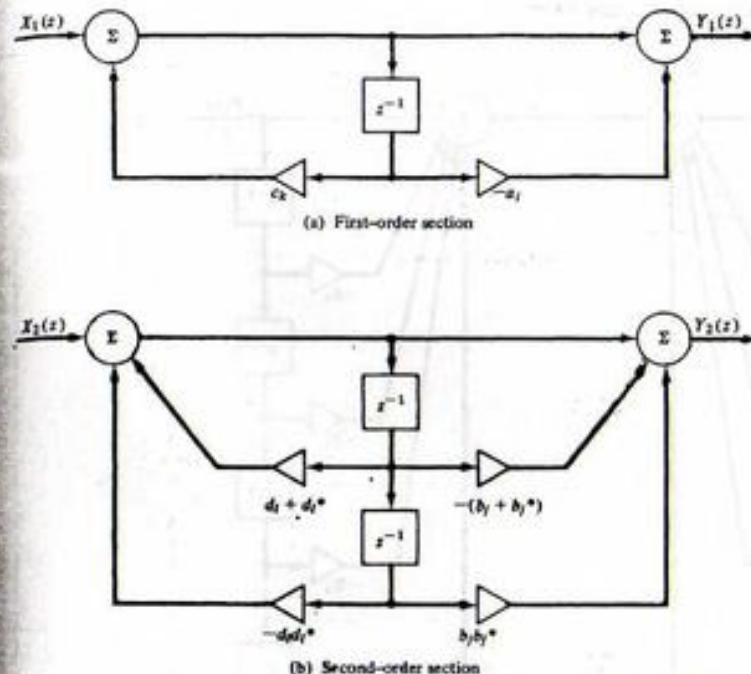 X₁(z) Σ Σ Y₁(z)
z⁻¹
cₖ −aᵢ
(a) First-order section
X₂(z) Σ Σ Y₂(z)
z⁻¹
dₗ + dₗ* −(bⱼ + bⱼ*)
z⁻¹
−dₗdₗ* bⱼbⱼ*
(b) Second-order section